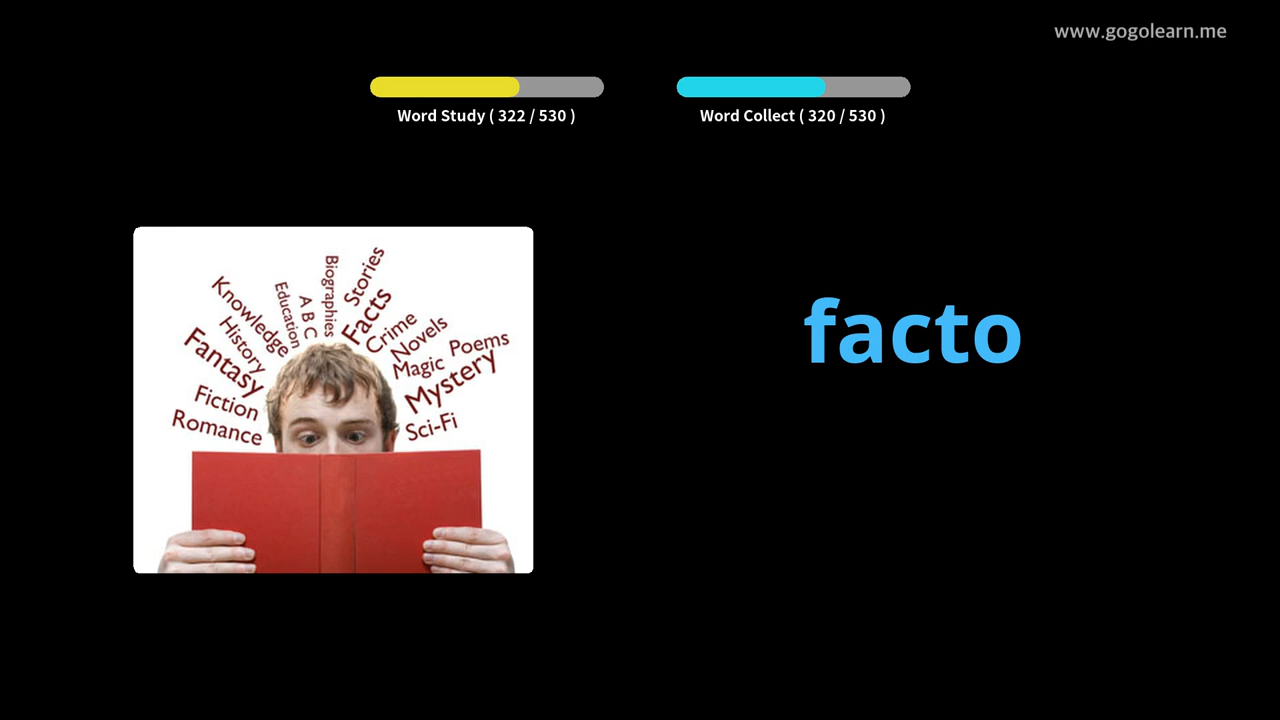 www.gogolearn.me
Word Study ( 322 / 530 )
Word Collect ( 320 / 530 )
facto
Biographies
Stories
Education
A B C
Facts
Knowledge
History
Crime
Novels
Poems
Fantasy
Magic
Mystery
Fiction
Romance
Sci-Fi